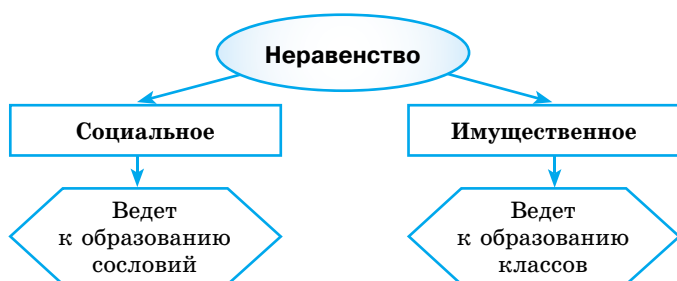 Неравенство
Социальное
Имущественное
Ведет
к образованию
сословий
Ведет
к образованию
классов